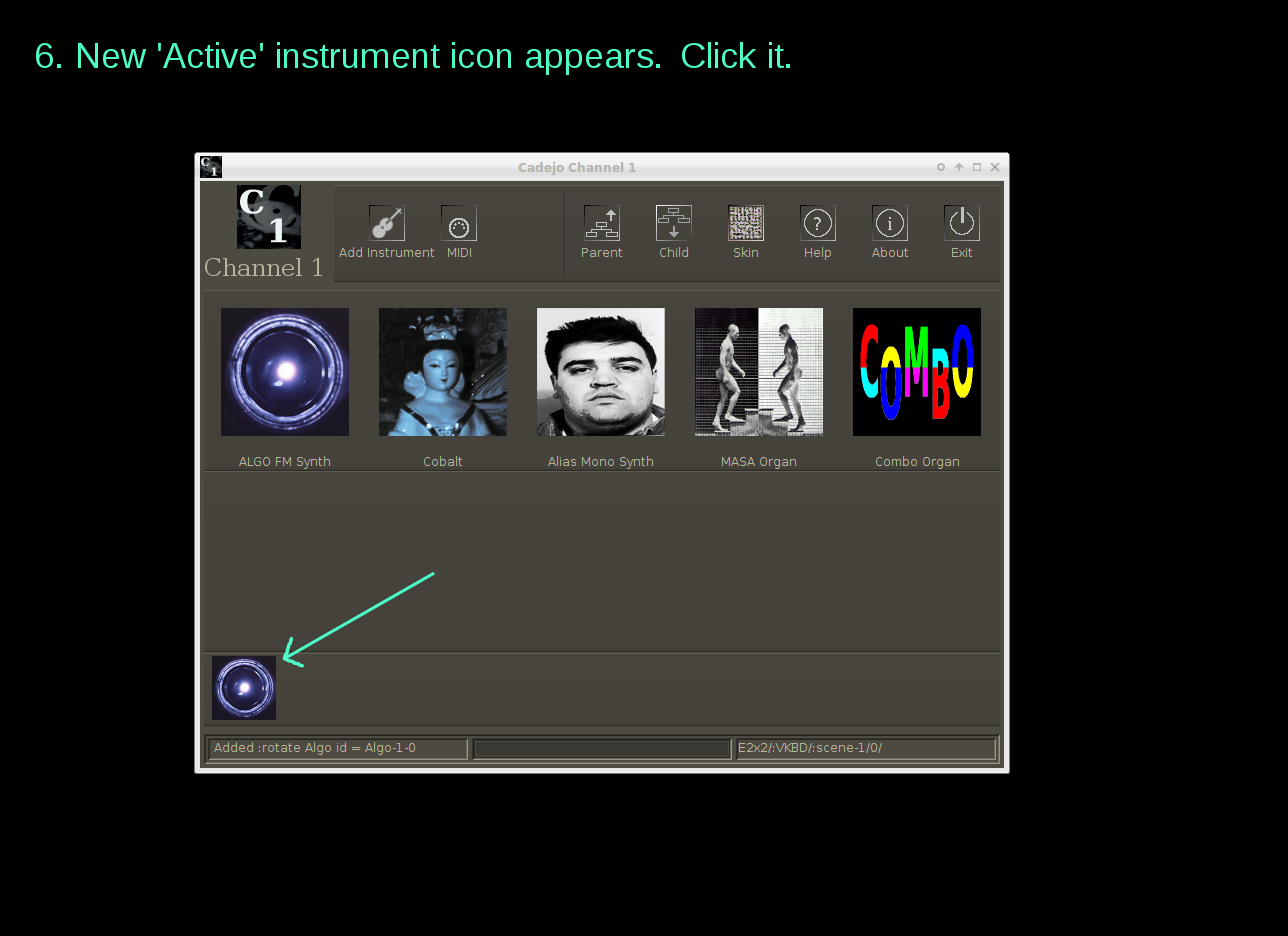 6. New 'Active' instrument icon appears. Click it.
C 1
Cadejo Channel 1
C
1
Channel 1
Add Instrument
MIDI
Parent
Child
? Help
i About
Skin
Exit
ALGO FM Synth
Cobalt
Alias Mono Synth
MASA Organ
COMBO
Combo Organ
Added :rotate Algo id = Algo-1-0
E2x2/:VKBD/:scene-1/0/